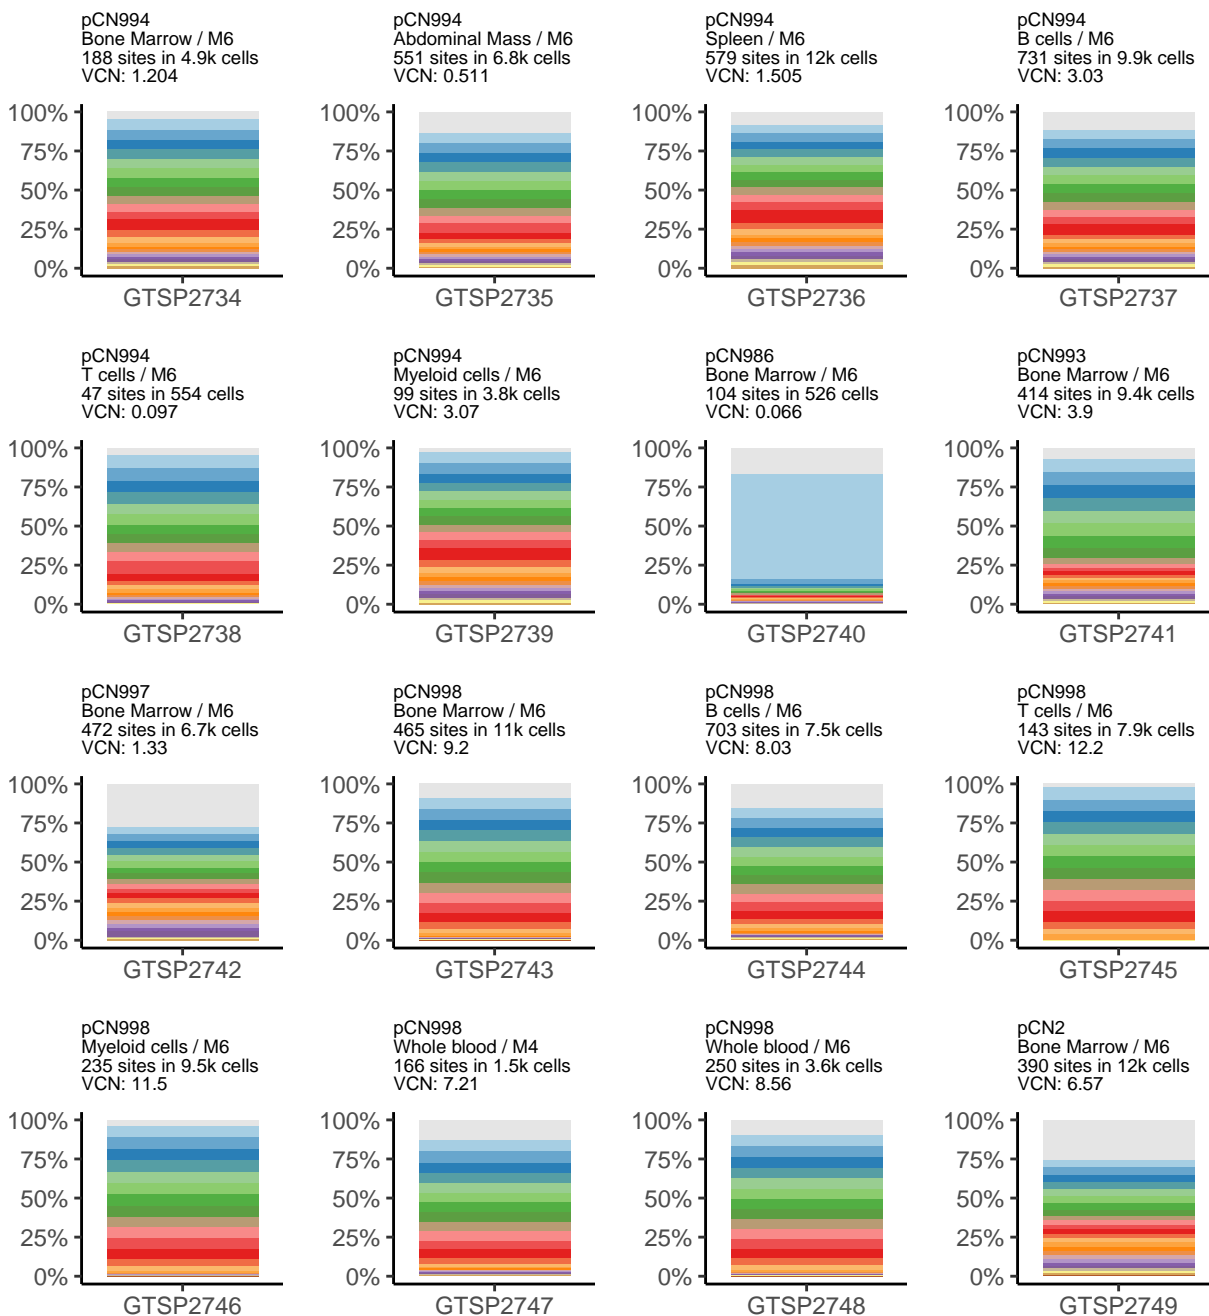 pCN994
Bone Marrow / M6
188 sites in 4.9k cells
VCN: 1.204
100%
75%
50%
25%
0%
GTSP2734
pCN994
Abdominal Mass / M6
551 sites in 6.8k cells
VCN: 0.511
100%
75%
50%
25%
0%
GTSP2735
pCN994
Spleen / M6
579 sites in 12k cells
VCN: 1.505
100%
75%
50%
25%
0%
GTSP2736
pCN994
B cells / M6
731 sites in 9.9k cells
VCN: 3.03
100%
75%
50%
25%
0%
GTSP2737
pCN994
T cells / M6
47 sites in 554 cells
VCN: 0.097
100%
75%
50%
25%
0%
GTSP2738
pCN994
Myeloid cells / M6
99 sites in 3.8k cells
VCN: 3.07
100%
75%
50%
25%
0%
GTSP2739
pCN986
Bone Marrow / M6
104 sites in 526 cells
VCN: 0.066
100%
75%
50%
25%
0%
GTSP2740
pCN993
Bone Marrow / M6
414 sites in 9.4k cells
VCN: 3.9
100%
75%
50%
25%
0%
GTSP2741
pCN997
Bone Marrow / M6
472 sites in 6.7k cells
VCN: 1.33
100%
75%
50%
25%
0%
GTSP2742
pCN998
Bone Marrow / M6
465 sites in 11k cells
VCN: 9.2
100%
75%
50%
25%
0%
GTSP2743
pCN998
B cells / M6
703 sites in 7.5k cells
VCN: 8.03
100%
75%
50%
25%
0%
GTSP2744
pCN998
T cells / M6
143 sites in 7.9k cells
VCN: 12.2
100%
75%
50%
25%
0%
GTSP2745
pCN998
Myeloid cells / M6
235 sites in 9.5k cells
VCN: 11.5
100%
75%
50%
25%
0%
GTSP2746
pCN998
Whole blood / M4
166 sites in 1.5k cells
VCN: 7.21
100%
75%
50%
25%
0%
GTSP2747
pCN998
Whole blood / M6
250 sites in 3.6k cells
VCN: 8.56
100%
75%
50%
25%
0%
GTSP2748
pCN2
Bone Marrow / M6
390 sites in 12k cells
VCN: 6.57
100%
75%
50%
25%
0%
GTSP2749